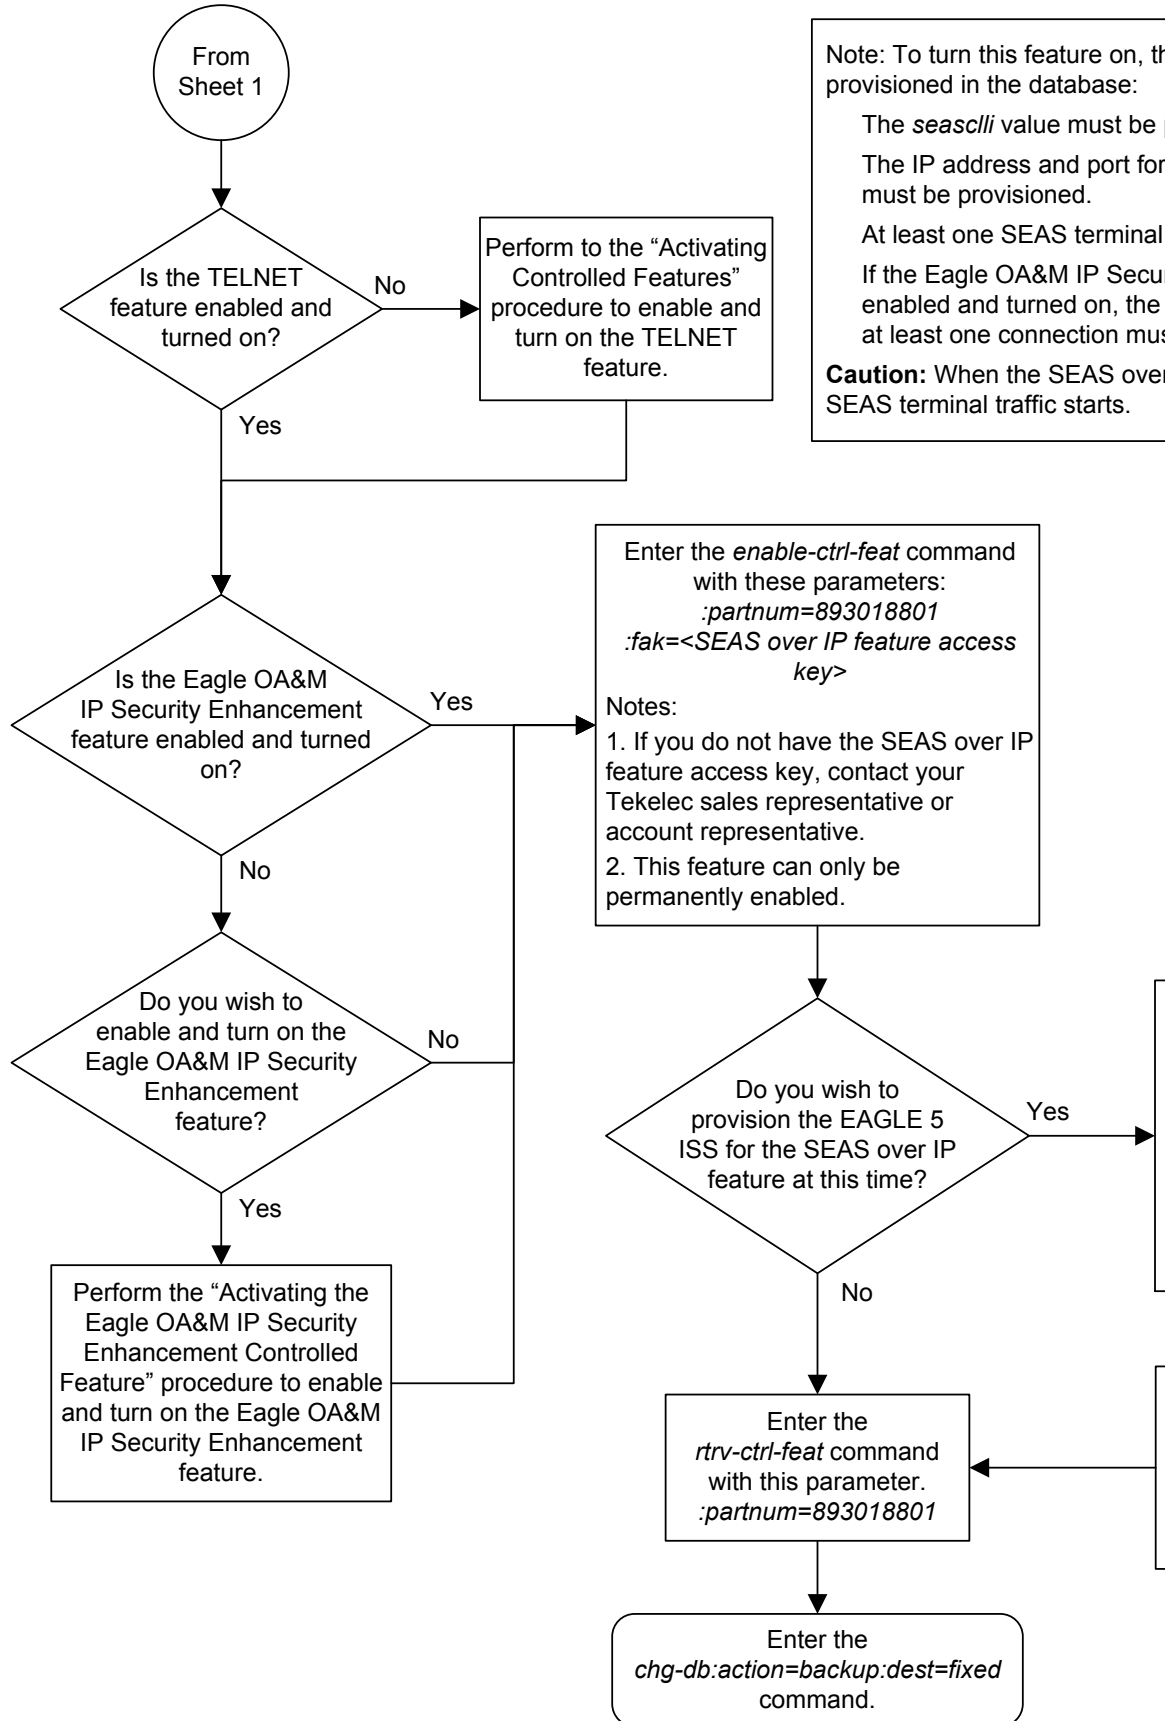 From
Sheet 1
Note: To turn this feature on,
provisioned in the database:
The seasclli value must be
The IP address and port for
must be provisioned.
At least one SEAS terminal
If the Eagle OA&M IP
enabled and turned on, the
at least one connection
Caution: When the SEAS over
SEAS terminal traffic starts.
Is the TELNET
feature enabled and
turned on?
No
Yes
Perform to the “Activating
Controlled Features”
procedure to enable and
turn on the TELNET
feature.
Is the Eagle OA&M
IP Security Enhancement
feature enabled and turned
on?
Yes
No
Enter the enable-ctrl-feat command
with these parameters:
:partnum=893018801
:fak=<SEAS over IP feature access
key>
Notes:
1. If you do not have the SEAS over IP
feature access key, contact your
Tekelec sales representative or
account representative.
2. This feature can only be
permanently enabled.
Do you wish to
enable and turn on the
Eagle OA&M IP Security
Enhancement
feature?
No
Yes
Perform the “Activating the
Eagle OA&M IP Security
Enhancement Controlled
Feature” procedure to enable
and turn on the Eagle OA&M
IP Security Enhancement
feature.
Do you wish to
provision the EAGLE 5
ISS for the SEAS over IP
feature at this time?
Yes
No
Enter the
rtrv-ctrl-feat command
with this parameter.
:partnum=893018801
Enter the
chg-db:action=backup:dest=fixed
command.